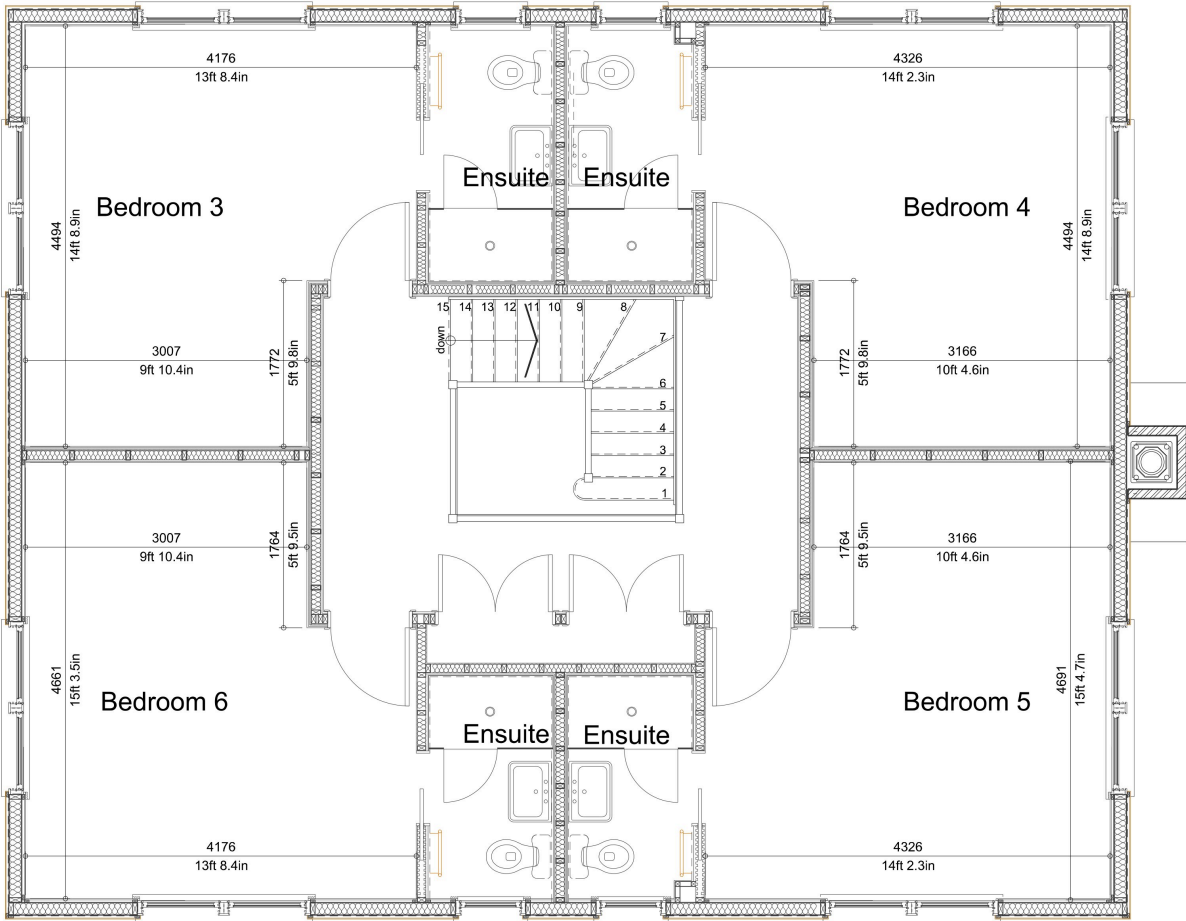 4176
13ft 8.4in
4326
14ft 2.3in
Ensuite
Ensuite
Bedroom 3
Bedroom 4
4494
14ft 8.9in
4494
14ft 8.9in
15
14
13
12
11
10
9
8
7
6
5
4
3
2
1
down
3007
9ft 10.4in
1772
5ft 9.8in
1772
5ft 9.8in
3166
10ft 4.6in
3007
9ft 10.4in
1764
5ft 9.5in
1764
5ft 9.5in
3166
10ft 4.6in
4661
15ft 3.5in
4691
15ft 4.7in
Bedroom 6
Bedroom 5
Ensuite
Ensuite
4176
13ft 8.4in
4326
14ft 2.3in